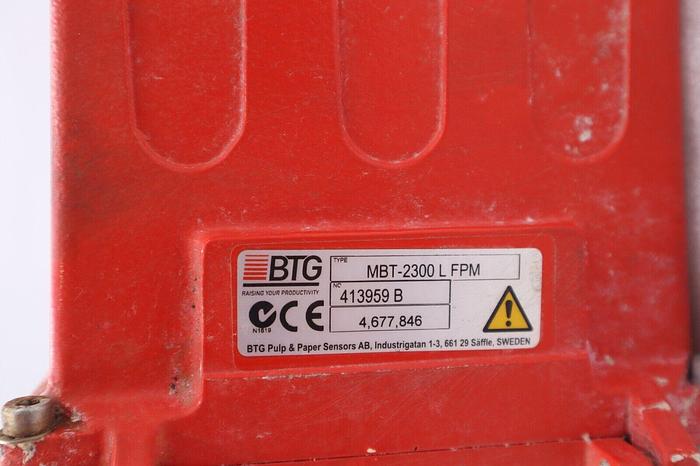 BTG
RAISING YOUR PRODUCTIVITY
TYPE
MBT-2300 L FPM
NO
413959 B
4,677,846
N1619
CE
BTG Pulp & Paper Sensors AB, Industrigatan 1-3, 661 29 Säffle, SWEDEN